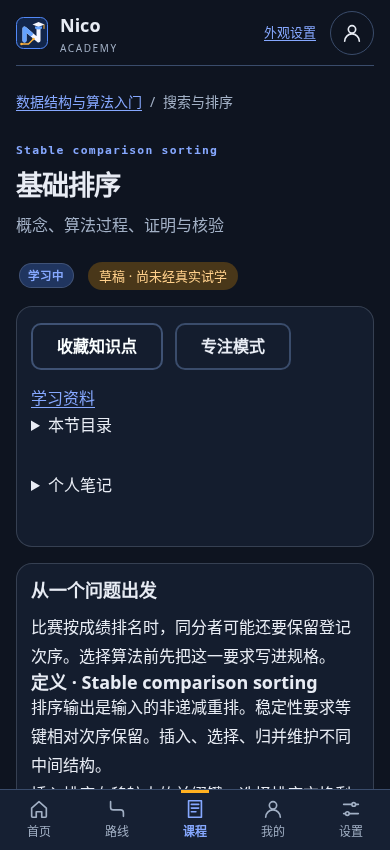 Nico
ACADEMY
外观设置
数据结构与算法入门 / 搜索与排序
Stable comparison sorting
基础排序
概念、算法过程、证明与核验
学习中
草稿 · 尚未经真实试学
收藏知识点
专注模式
学习资料
本节目录
个人笔记
从一个问题出发
比赛按成绩排名时，同分者可能还要保留登记
次序。选择算法前先把这一要求写进规格。
定义 · Stable comparison sorting
排序输出是输入的非递减重排。稳定性要求等
键相对次序保留。插入、选择、归并维护不同
中间结构。
首页
路线
课程
我的
设置